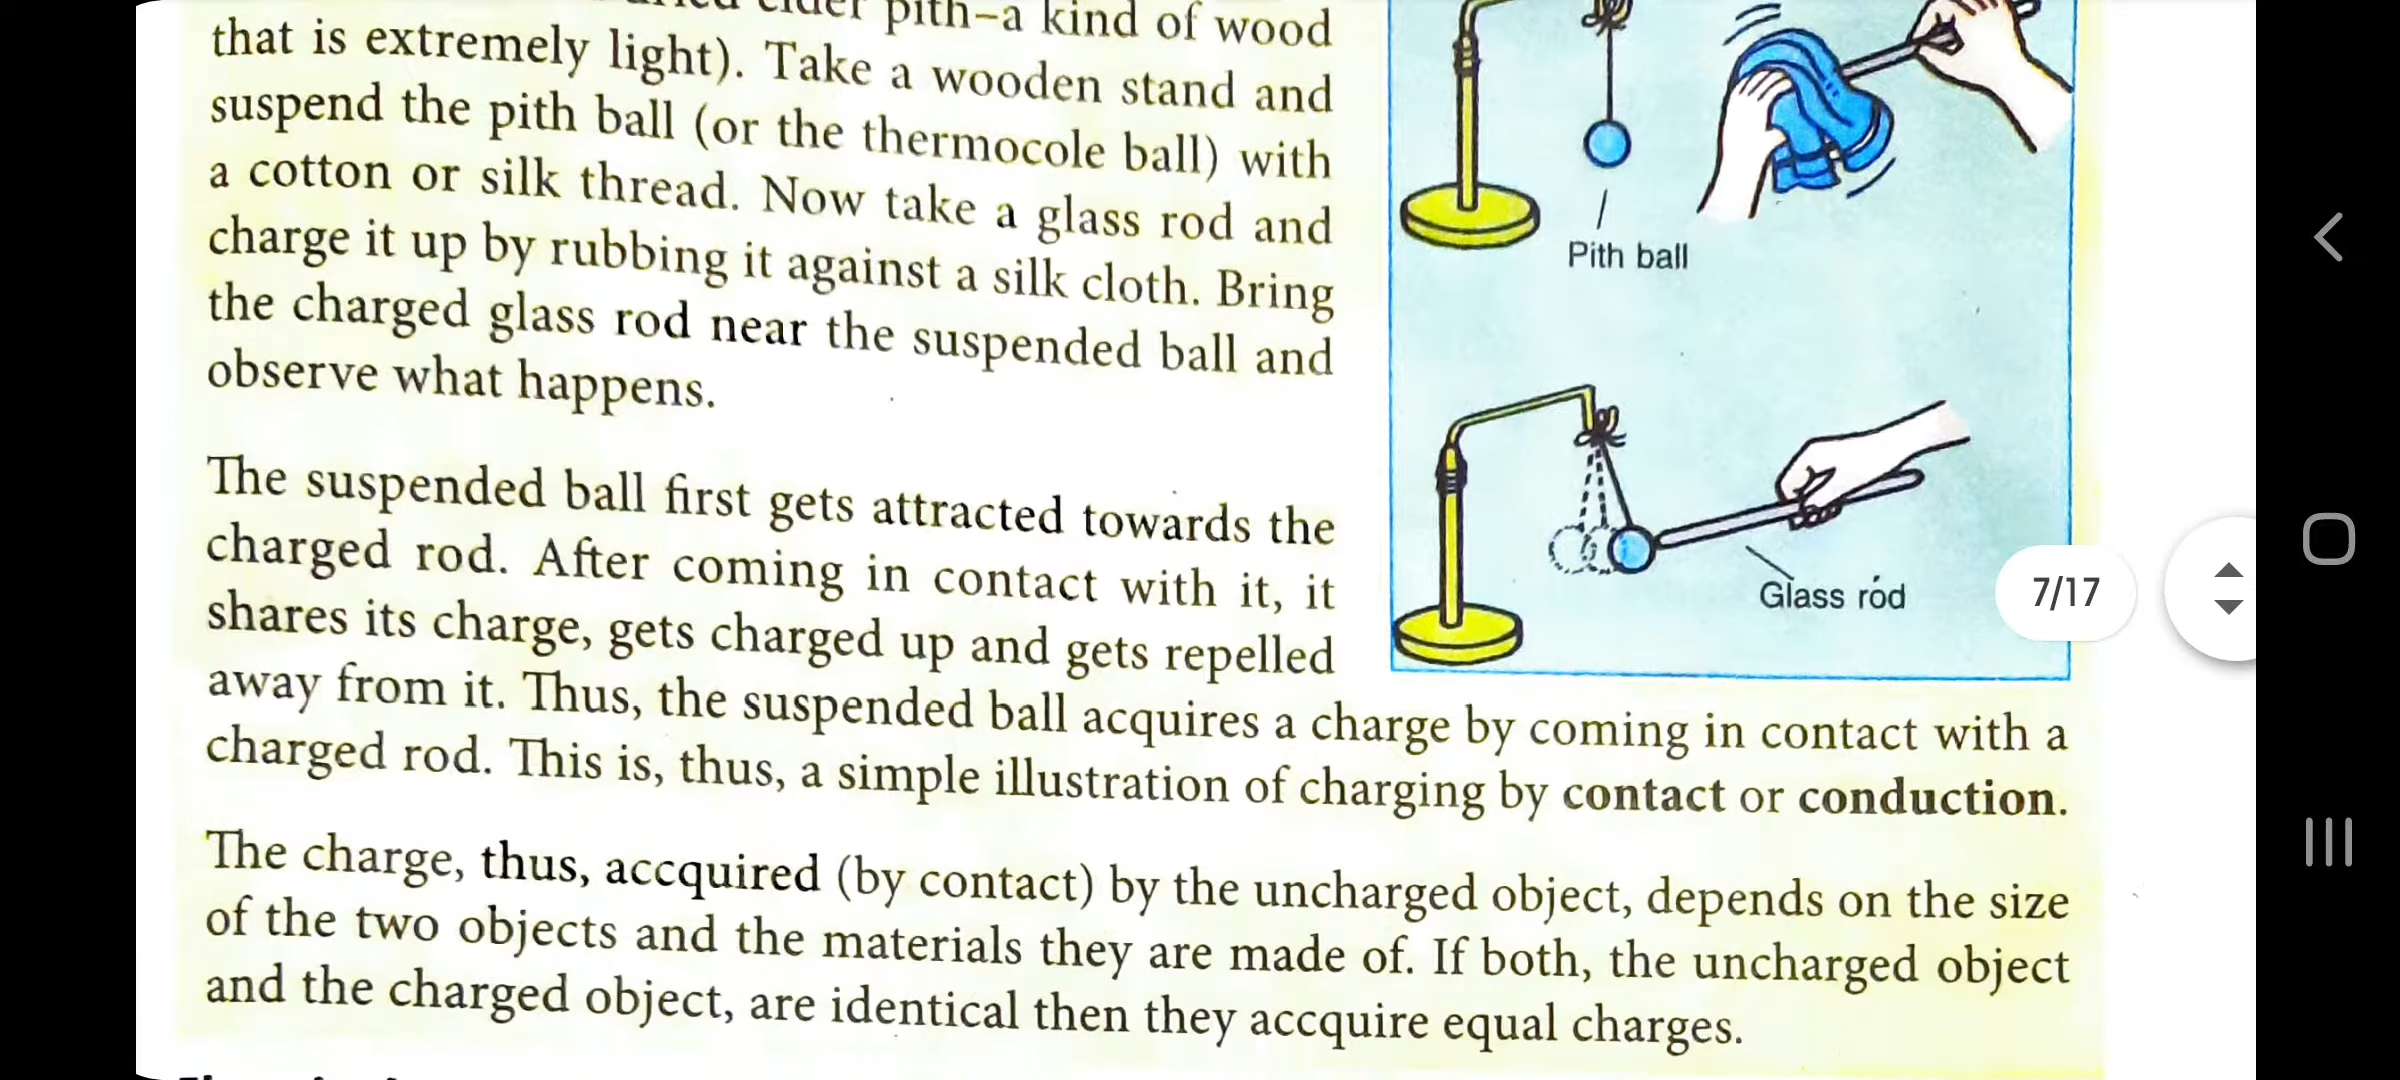 pith–a kind of wood
that is extremely light). Take a wooden stand and
suspend the pith ball (or the thermocole ball) with
a cotton or silk thread. Now take a glass rod and
charge it up by rubbing it against a silk cloth. Bring
the charged glass rod near the suspended ball and
observe what happens.
Pith ball
The suspended ball first gets attracted towards the
charged rod. After coming in contact with it, it
shares its charge, gets charged up and gets repelled
away from it. Thus, the suspended ball acquires a charge by coming in contact with a
charged rod. This is, thus, a simple illustration of charging by contact or conduction.
Glass rod
7/17
The charge, thus, accquired (by contact) by the uncharged object, depends on the size
of the two objects and the materials they are made of. If both, the uncharged object
and the charged object, are identical then they accquire equal charges.